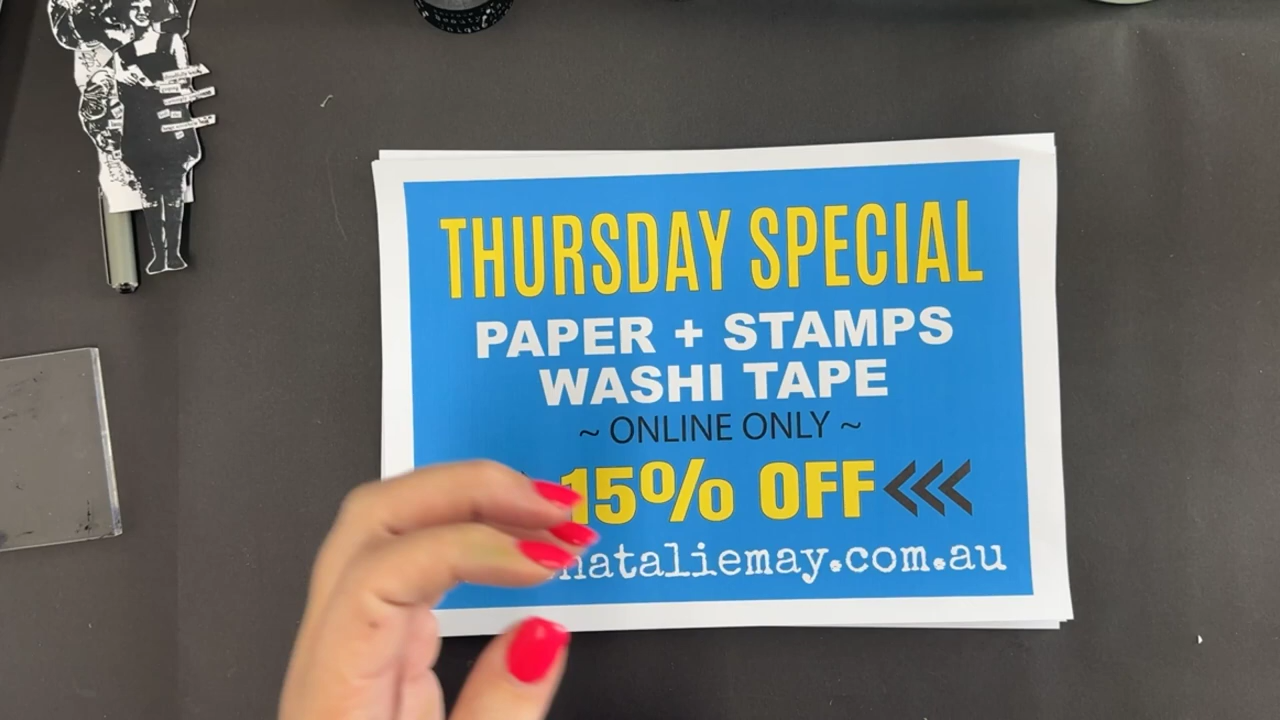 THURSDAY SPECIAL
PAPER + STAMPS
WASHI TAPE
~ ONLINE ONLY ~
15% OFF <<<
nataliemay.com.au